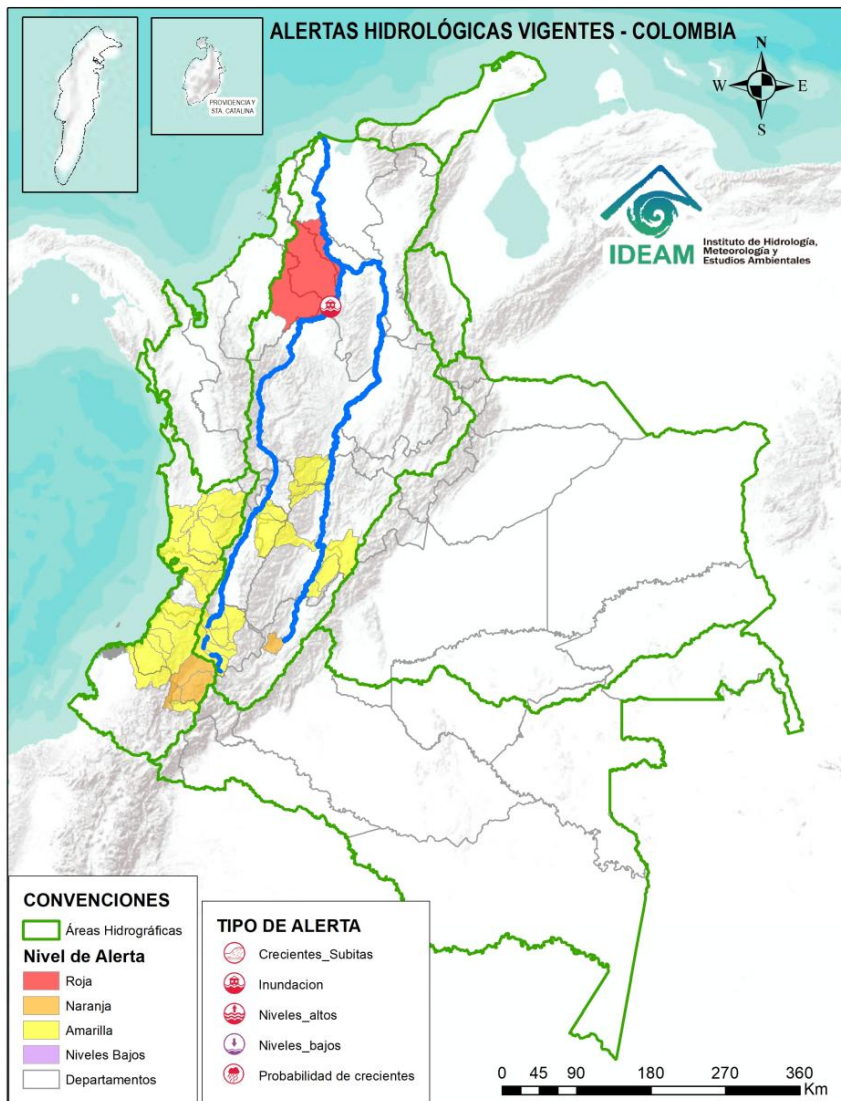 ALERTAS HIDROLÓGICAS VIGENTES - COLOMBIA
PROVIDENCIA Y
STA. CATALINA
N
W
E
S
IDEAM
Instituto de Hidrología,
Meteorología y
Estudios Ambientales
CONVENCIONES
Áreas Hidrográficas
Nivel de Alerta
Roja
Naranja
Amarilla
Niveles Bajos
Departamentos
TIPO DE ALERTA
Crecientes_Subitas
Inundacion
Niveles_altos
Niveles_bajos
Probabilidad de crecientes
0 45 90 180 270 360
Km